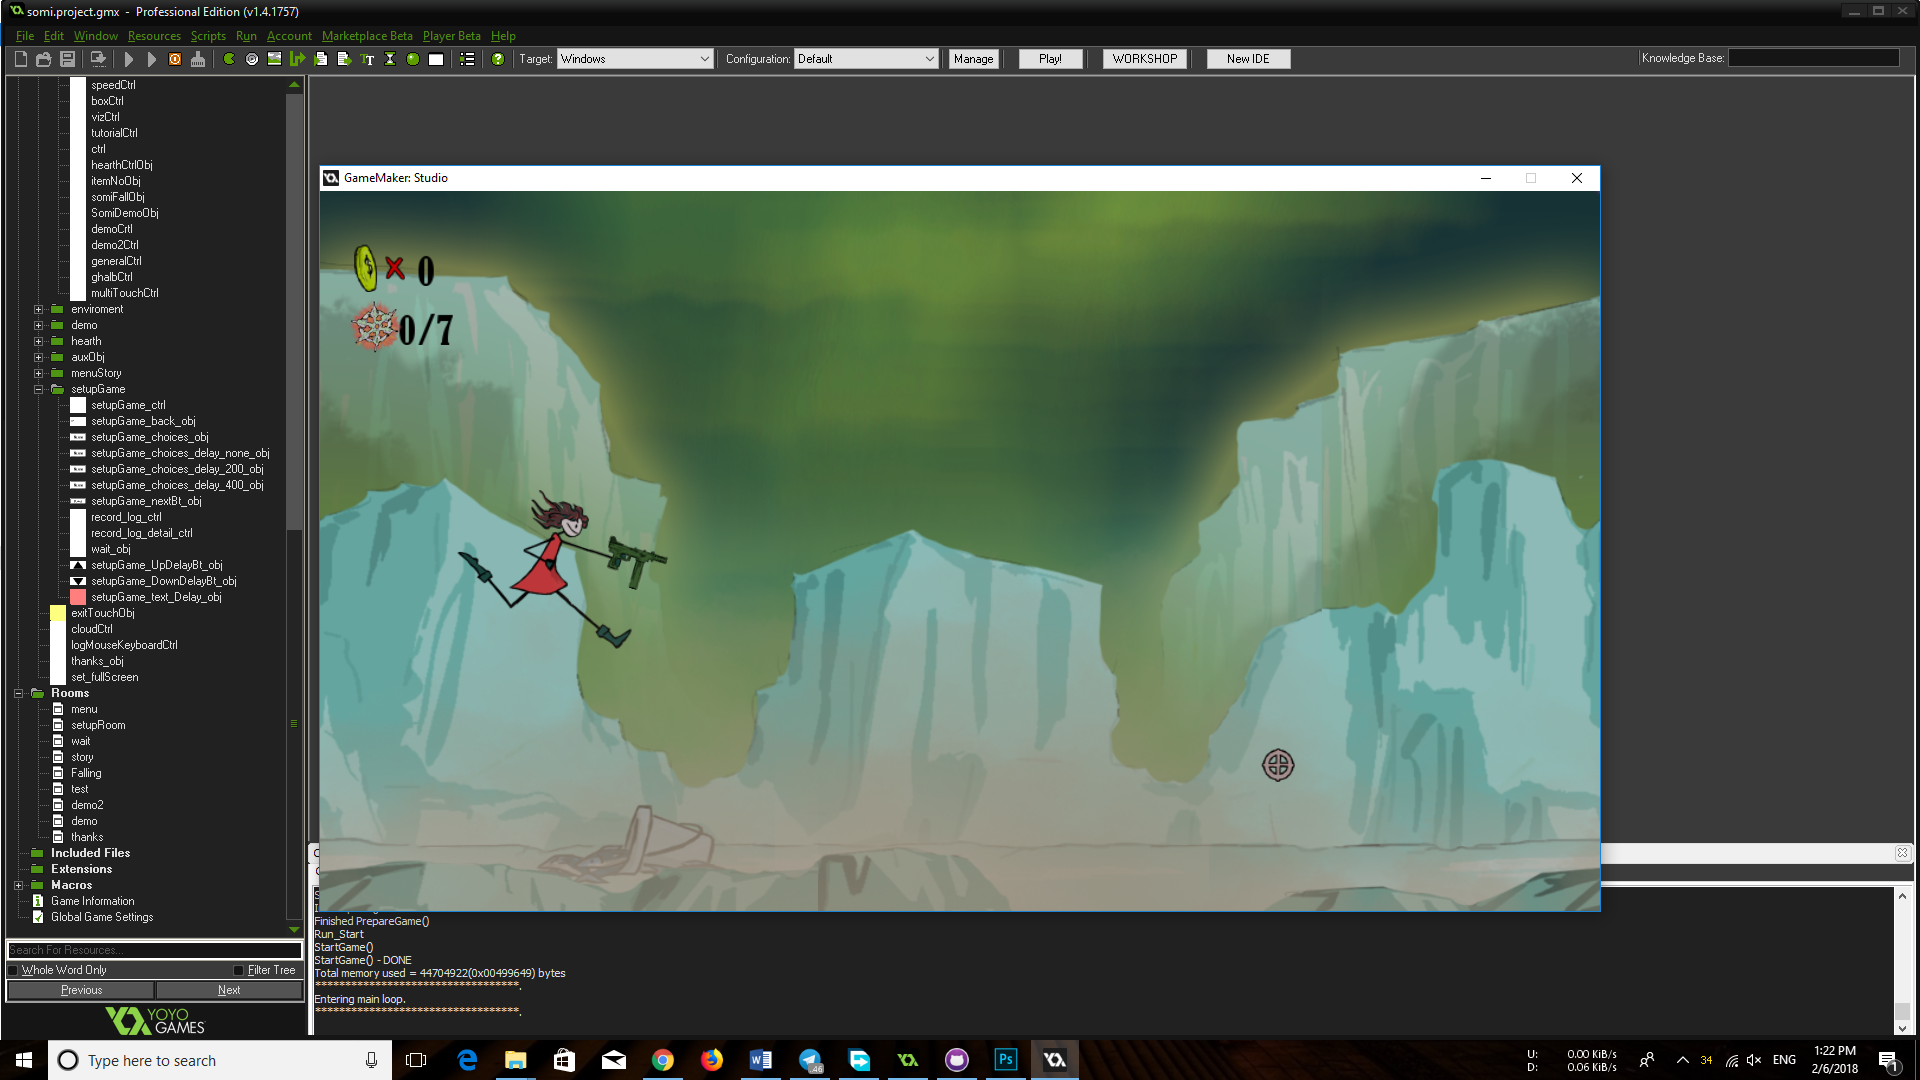 somi.project.gmx - Professional Edition (v1.4.1757)
File Edit Window Resources Scripts Run Account Marketplace Beta Player Beta Help
Target: Windows Configuration: Default Manage Play! WORKSHOP New IDE Knowledge Base:
speedCtrl
boxCtrl
vizCtrl
tutorialCtrl
ctrl
hearthCtrlObj
itemNoObj
somiFallObj
SomiDemoObj
demoCrtl
demo2Ctrl
generalCtrl
ghalbCtrl
multiTouchCtrl
enviroment
demo
hearth
auxObj
menuStory
setupGame
setupGame_ctrl
setupGame_back_obj
setupGame_choices_obj
setupGame_choices_delay_none_obj
setupGame_choices_delay_200_obj
setupGame_choices_delay_400_obj
setupGame_nextBt_obj
record_log_ctrl
record_log_detail_ctrl
wait_obj
setupGame_UpDelayBt_obj
setupGame_DownDelayBt_obj
setupGame_text_Delay_obj
exitTouchObj
cloudCtrl
logMouseKeyboardCtrl
thanks_obj
set_fullScreen
Rooms
menu
setupRoom
wait
story
Falling
test
demo2
demo
thanks
Included Files
Extensions
Macros
Game Information
Global Game Settings
Search For Resources...
Whole Word Only Filter Tree
Previous Next
YOYO
GAMES
GameMaker: Studio
× 0
0/7
Finished PrepareGame()
Run_Start
StartGame()
StartGame() - DONE
Total memory used = 44704922(0x00499649) bytes
**********************************.
Entering main loop.
**********************************.
Type here to search
46
Ps
U: 0.00 KiB/s
D: 0.06 KiB/s
34
ENG
1:22 PM
2/6/2018
1